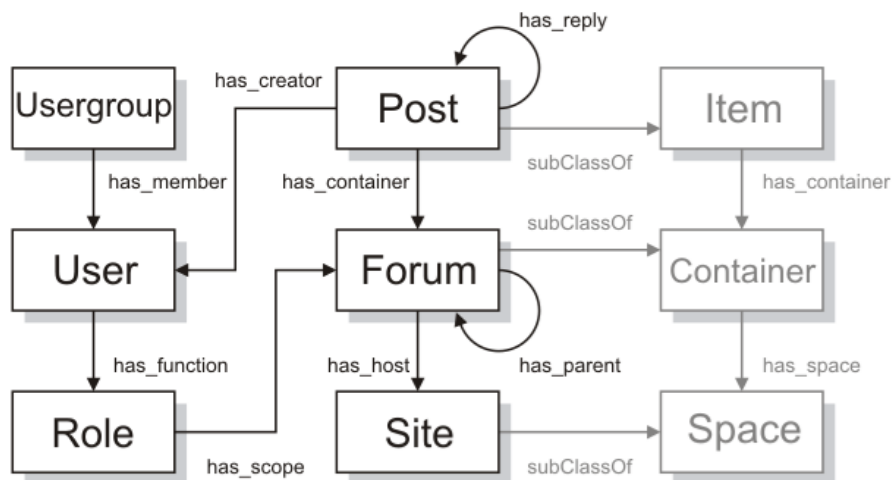 has_reply
has_creator
Usergroup
Post
Item
subClassOf
has_member
has_container
has_container
subClassOf
User
Forum
Container
has_function
has_host
has_parent
has_space
Role
Site
Space
has_scope
subClassOf